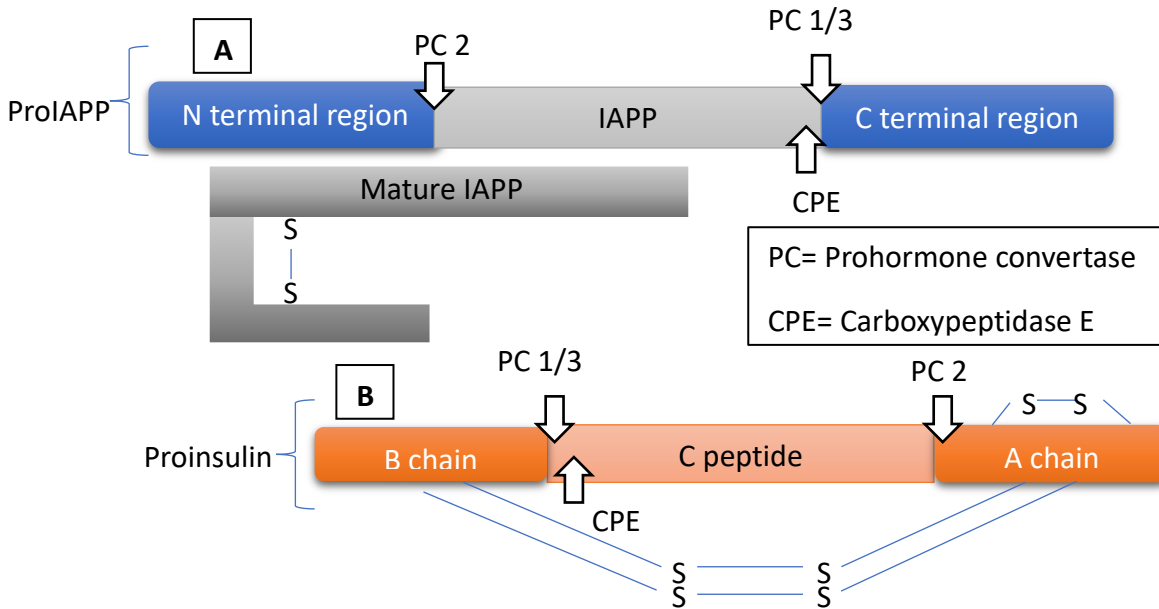 A
PC 2
PC 1/3
ProIAPP
N terminal region
IAPP
C terminal region
Mature IAPP
CPE
S
S
PC= Prohormone convertase
CPE= Carboxypeptidase E
PC 1/3
PC 2
B
S S
Proinsulin
B chain
C peptide
A chain
CPE
S S
S S